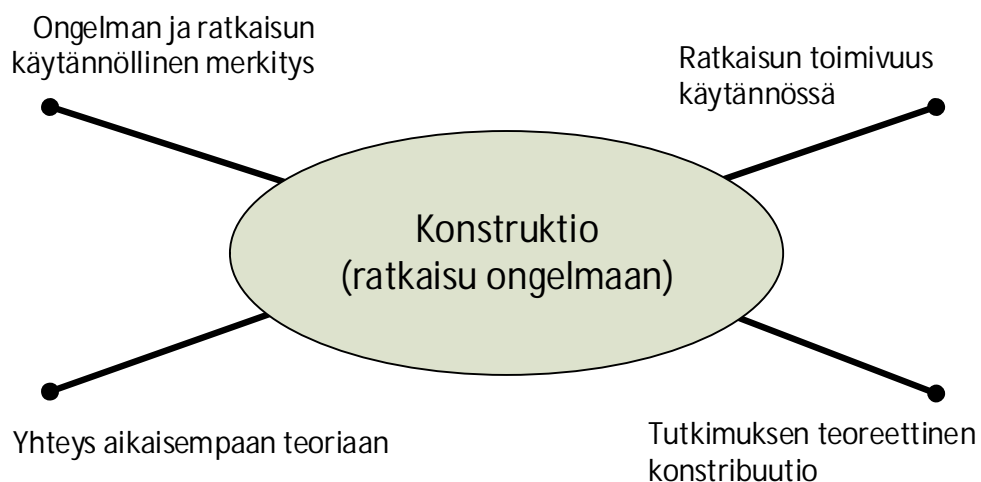 Ongelman ja ratkaisun
käytännöllinen merkitys
Ratkaisun toimivuus
käytännössä
Konstruktio
(ratkaisu ongelmaan)
Yhteys aikaisempaan teoriaan
Tutkimuksen teoreettinen
konstribuutio